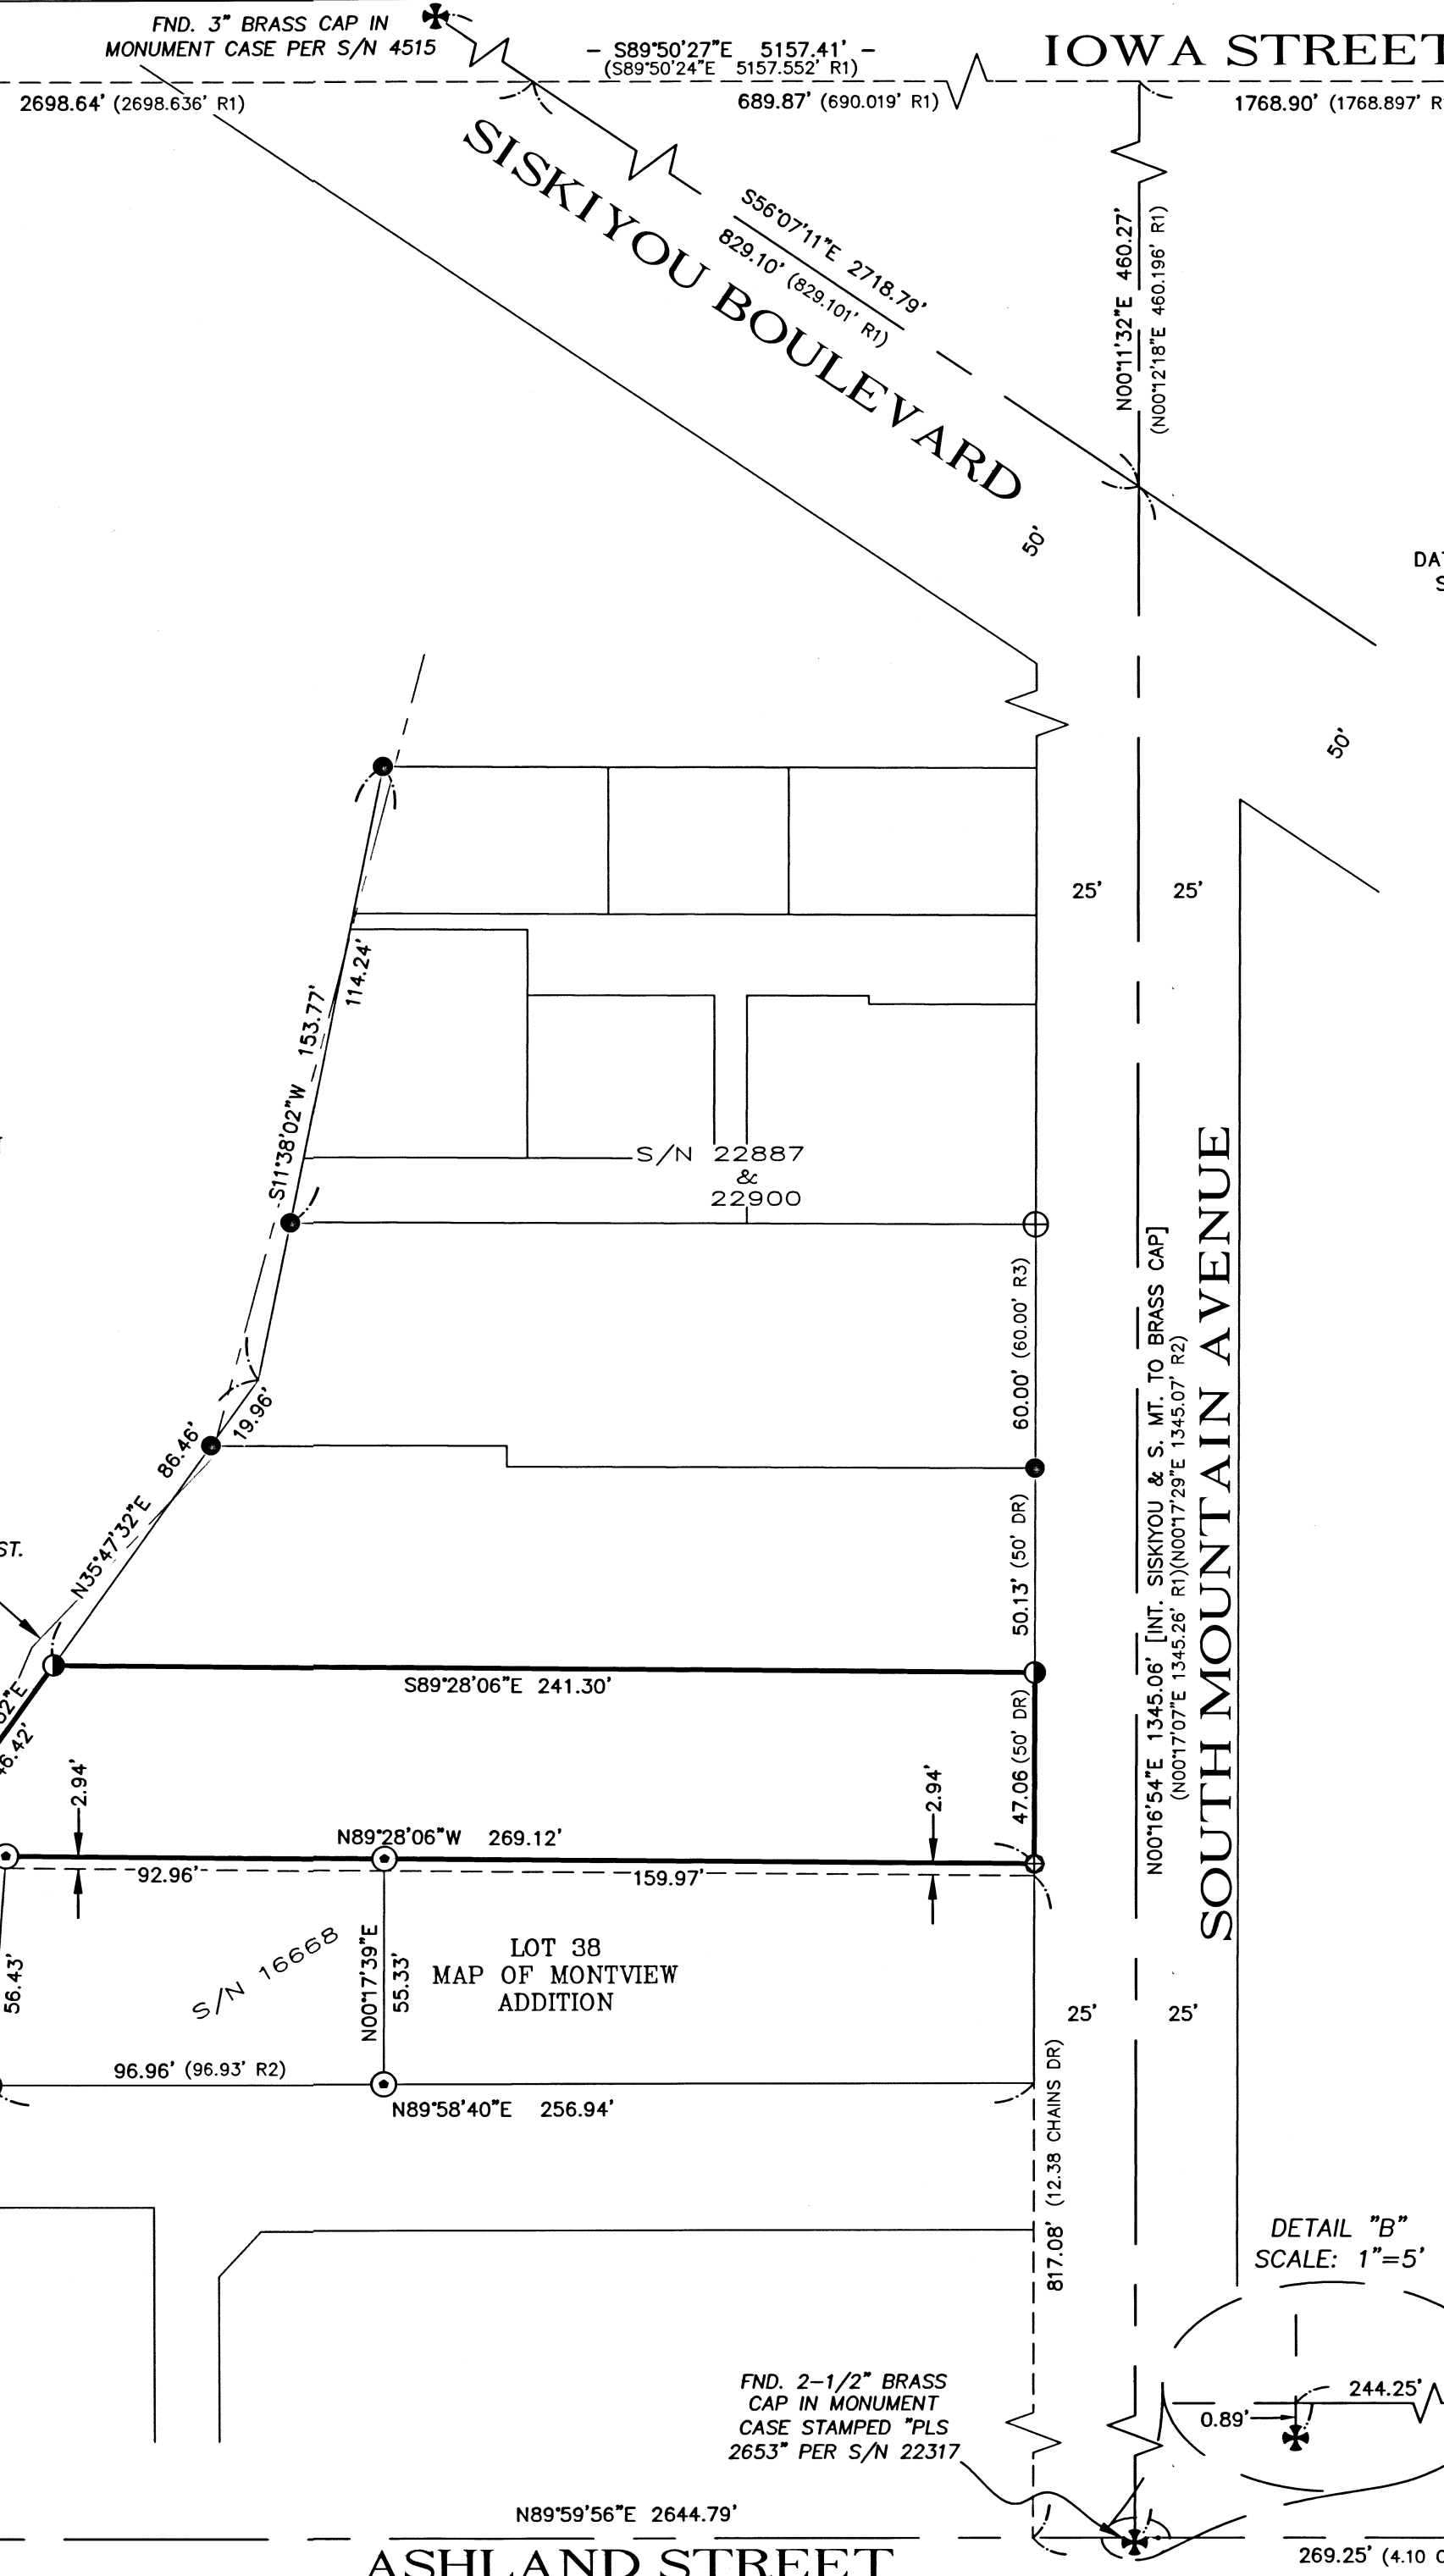 FND. 3" BRASS CAP IN
MONUMENT CASE PER S/N 4515
- S89°50'27"E 5157.41' -
(S89°50'24"E 5157.552' R1)
IOWA STREET
2698.64' (2698.636' R1)
689.87' (690.019' R1)
1768.90' (1768.897'
SISKIYOU BOULEVARD
S56°07'11"E 2718.79'
829.10' (829.101' R1)
N00°11'32"E 460.27'
(N00°12'18"E 460.196' R1)
50'
50'
25'
25'
114.24'
S11°38'02"W 153.77'
S/N 22887
&
22900
60.00' (60.00' R3)
19.96'
N35°47'32"E 86.46'
50.13' (50' DR)
ST.
N00°16'54"E 1345.06' [INT. SISKIYOU & S. MT. TO BRASS CAP]
(N00°17'07"E 1345.26' R1)(N00°17'29"E 1345.07' R2)
SOUTH MOUNTAIN AVENUE
S89°28'06"E 241.30'
47.06 (50' DR)
2.94'
2.94'
N89°28'06"W 269.12'
92.96'
159.97'
56.43'
S/N 16668
N00°17'39"E
55.33'
LOT 38
MAP OF MONTVIEW
ADDITION
25'
25'
96.96' (96.93' R2)
N89°58'40"E 256.94'
817.08' (12.38 CHAINS DR)
DETAIL "B"
SCALE: 1"=5'
FND. 2-1/2" BRASS
CAP IN MONUMENT
CASE STAMPED "PLS
2653" PER S/N 22317
244.25'
0.89'
N89°59'56"E 2644.79'
ASHLAND STREET
269.25' (4.10